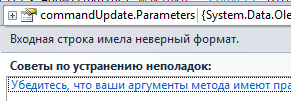 commandUpdate.Parameters {System.Data.Ole
Входная строка имела неверный формат.
Советы по устранению неполадок:
Убедитесь, что ваши аргументы метода имеют пра